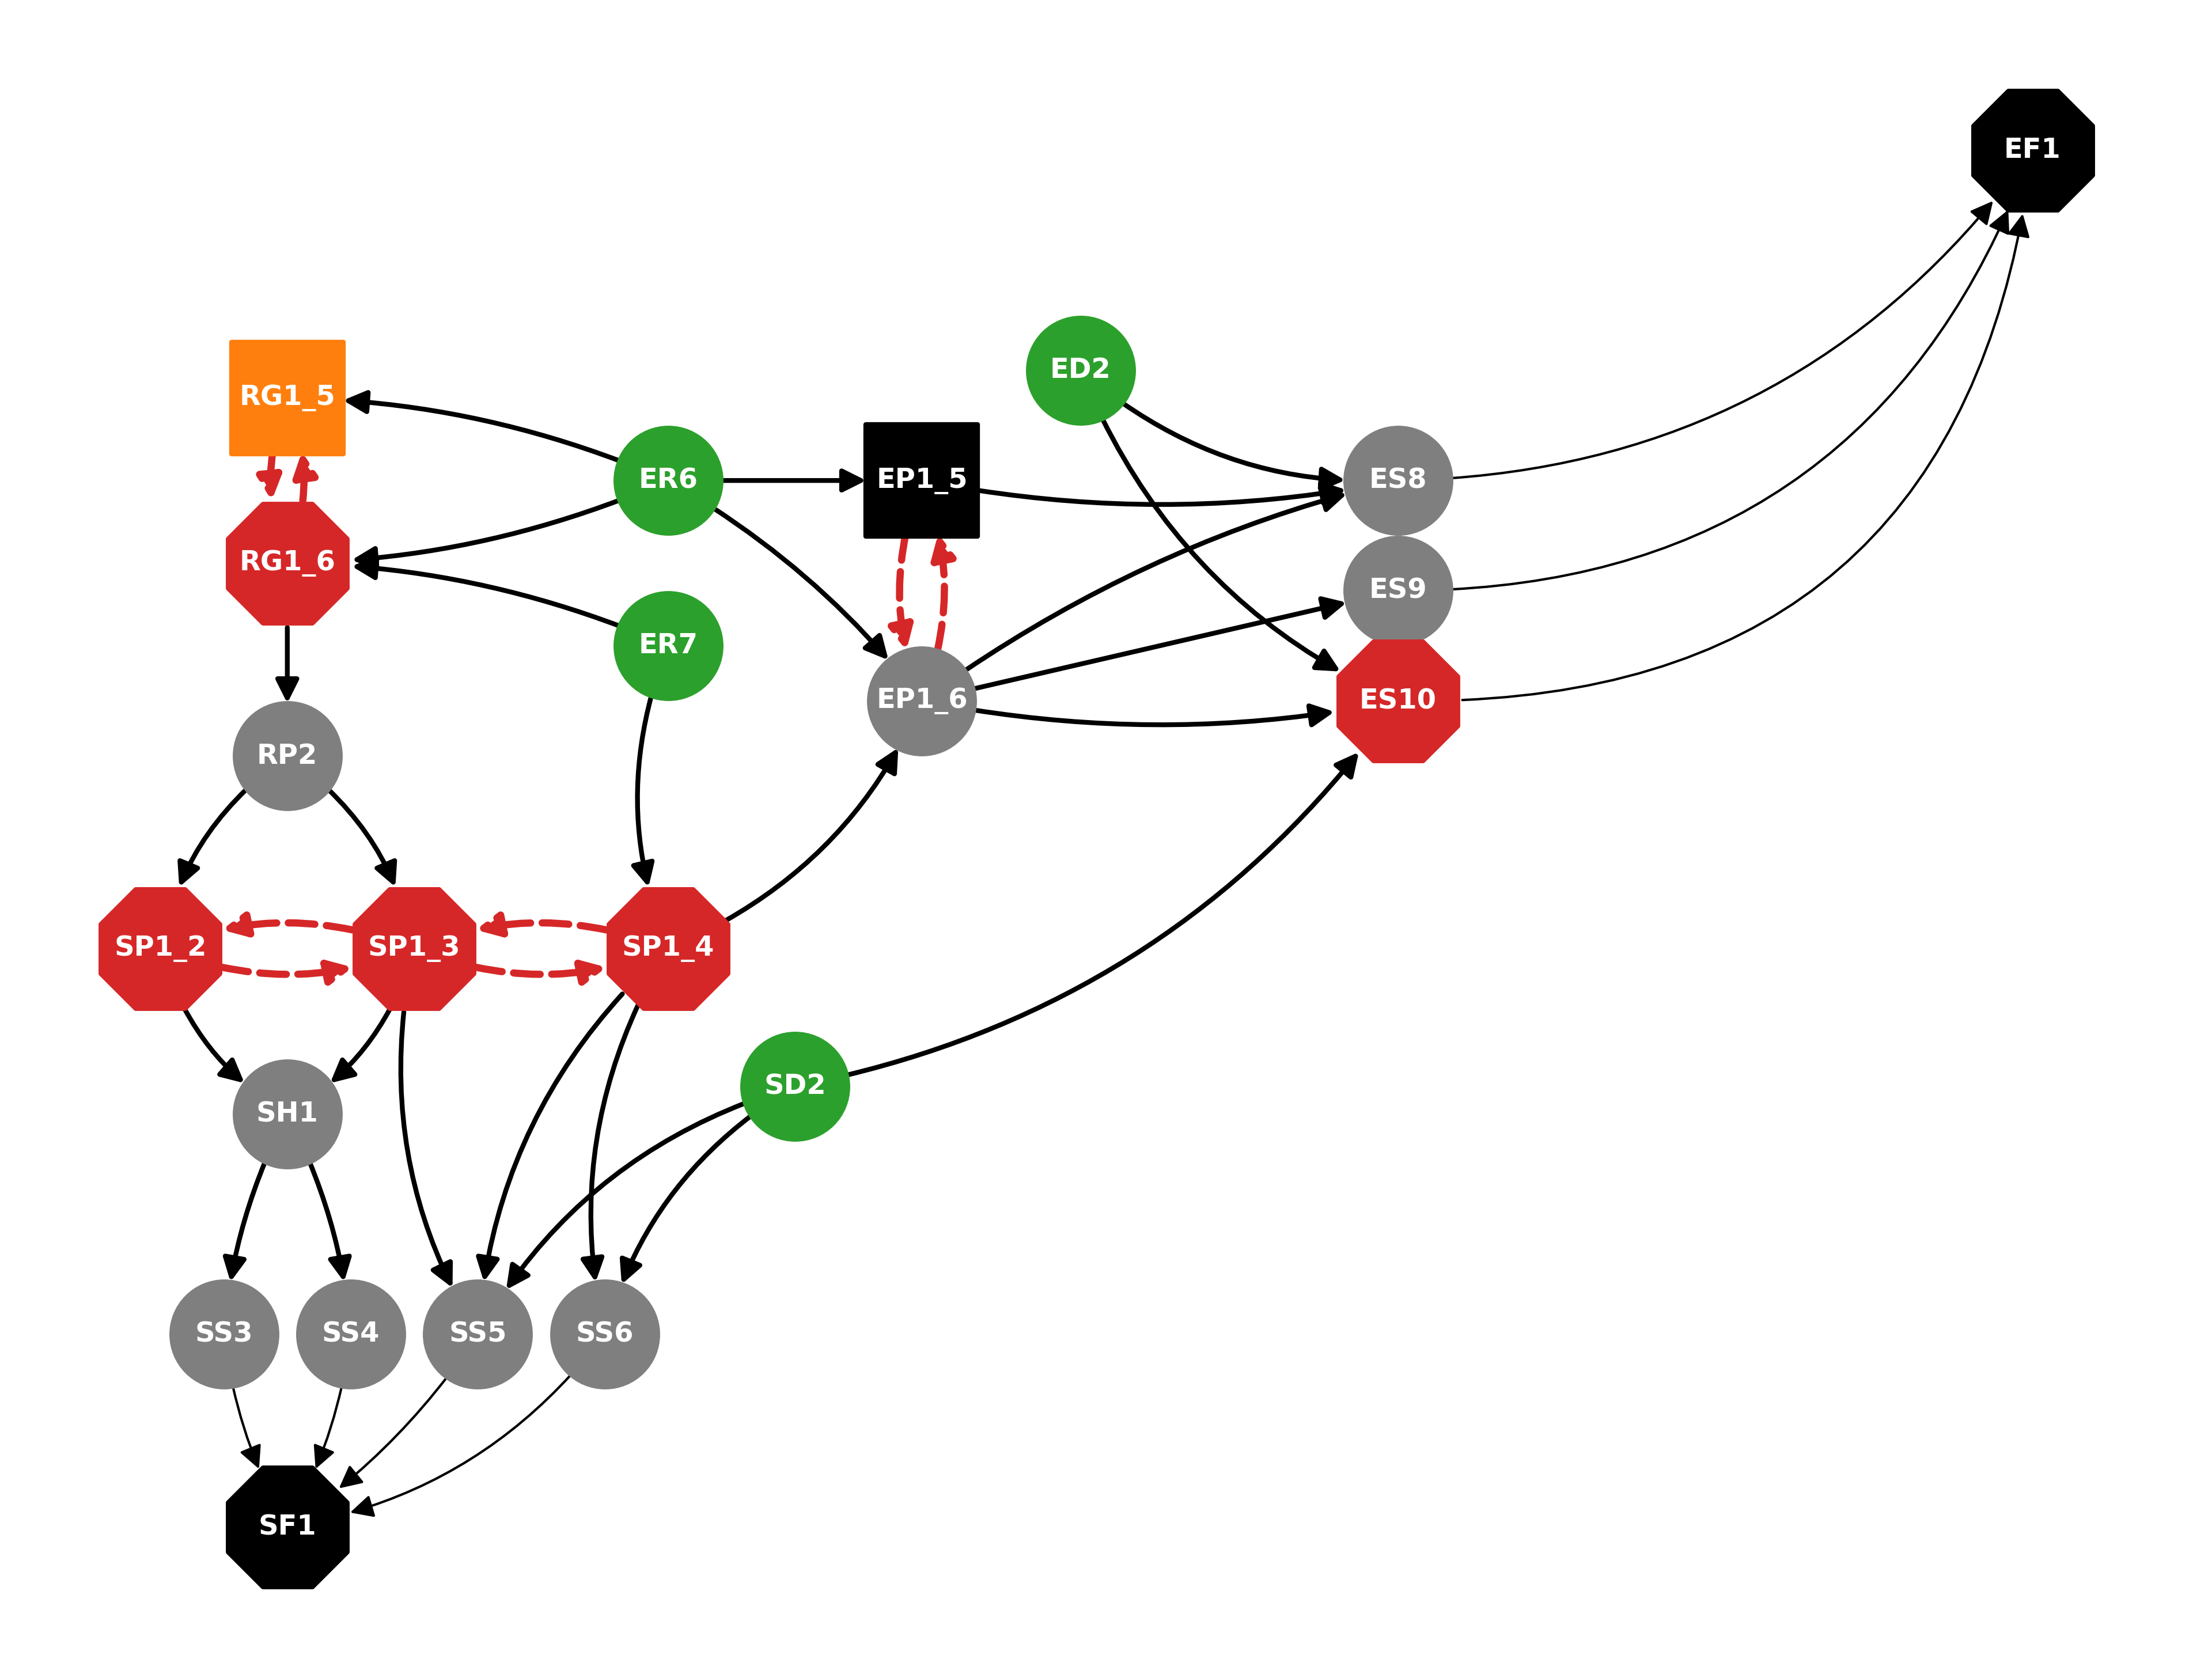 EF1
ED2
RG1_5
ER6
EP1_5
ES8
RG1_6
ES9
ER7
EP1_6
ES10
RP2
SP1_2
SP1_3
SP1_4
SD2
SH1
SS3
SS4
SS5
SS6
SF1